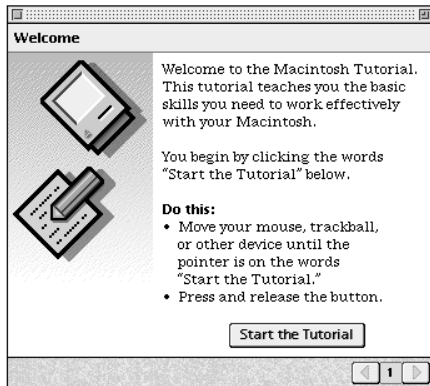 Welcome
Welcome to the Macintosh Tutorial.
This tutorial teaches you the basic
skills you need to work effectively
with your Macintosh.
You begin by clicking the words
“Start the Tutorial” below.
Do this:
• Move your mouse, trackball,
or other device until the
pointer is on the words
“Start the Tutorial.”
• Press and release the button.
Start the Tutorial
1